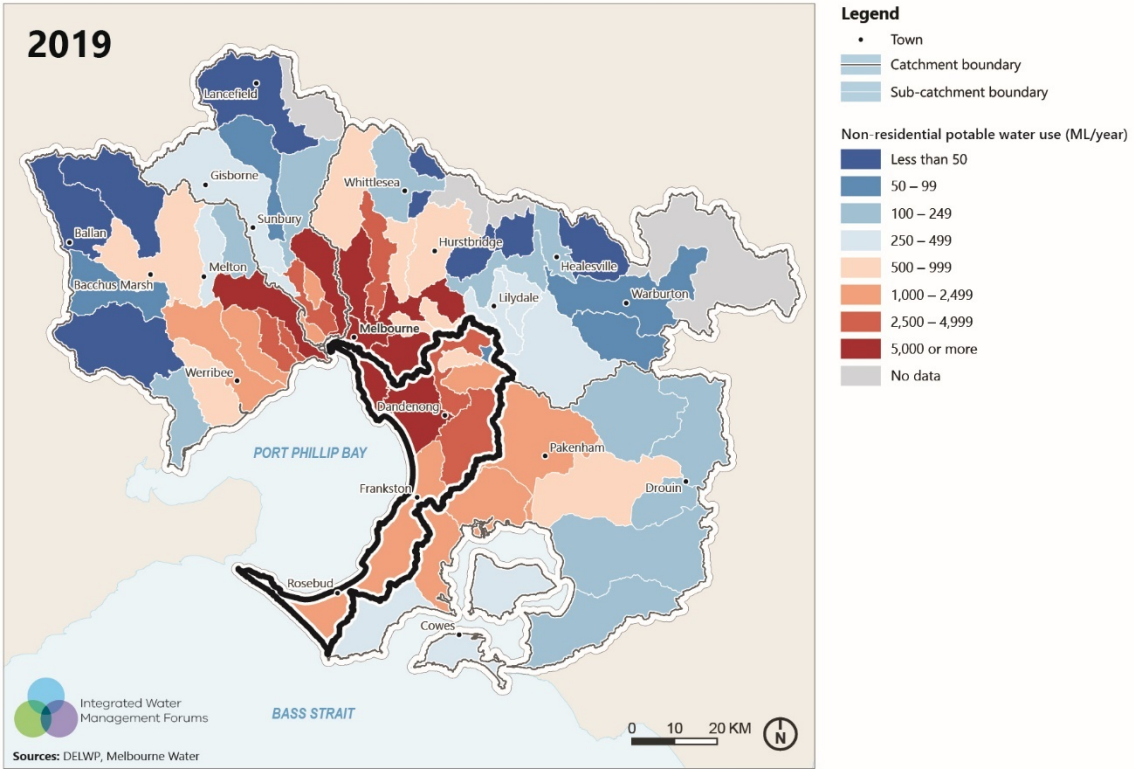 2019
Lancefield
Gisborne
Whittlesea
Sunbury
Ballan
Hurstbridge
Healesville
Melton
Bacchus Marsh
Lilydale
Warburton
Melbourne
Werribee
Dandenong
PORT PHILLIP BAY
Pakenham
Frankston
Drouin
Rosebud
Cowes
BASS STRAIT
Integrated Water
Management Forums
0 10 20 KM
N
Sources: DELWP, Melbourne Water
Legend
Town
Catchment boundary
Sub-catchment boundary
Non-residential potable water use (ML/year)
Less than 50
50 – 99
100 – 249
250 – 499
500 – 999
1,000 – 2,499
2,500 – 4,999
5,000 or more
No data